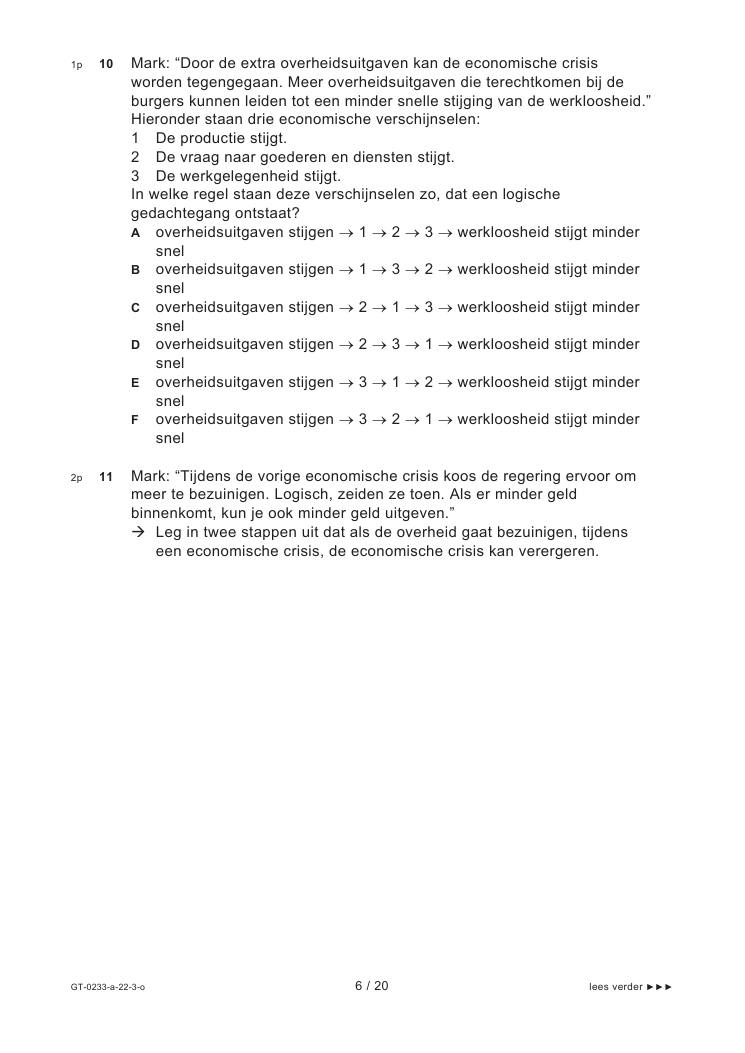 1p 10 Mark: “Door de extra overheidsuitgaven kan de economische crisis
worden tegengegaan. Meer overheidsuitgaven die terechtkomen bij de
burgers kunnen leiden tot een minder snelle stijging van de werkloosheid.”
Hieronder staan drie economische verschijnselen:
1 De productie stijgt.
2 De vraag naar goederen en diensten stijgt.
3 De werkgelegenheid stijgt.
In welke regel staan deze verschijnselen zo, dat een logische
gedachtegang ontstaat?
A overheidsuitgaven stijgen → 1 → 2 → 3 → werkloosheid stijgt minder
snel
B overheidsuitgaven stijgen → 1 → 3 → 2 → werkloosheid stijgt minder
snel
C overheidsuitgaven stijgen → 2 → 1 → 3 → werkloosheid stijgt minder
snel
D overheidsuitgaven stijgen → 2 → 3 → 1 → werkloosheid stijgt minder
snel
E overheidsuitgaven stijgen → 3 → 1 → 2 → werkloosheid stijgt minder
snel
F overheidsuitgaven stijgen → 3 → 2 → 1 → werkloosheid stijgt minder
snel
2p 11 Mark: “Tijdens de vorige economische crisis koos de regering ervoor om
meer te bezuinigen. Logisch, zeiden ze toen. Als er minder geld
binnenkomt, kun je ook minder geld uitgeven.”
→ Leg in twee stappen uit dat als de overheid gaat bezuinigen, tijdens
een economische crisis, de economische crisis kan verergeren.
GT-0233-a-22-3-o 6 / 20 lees verder ►►►